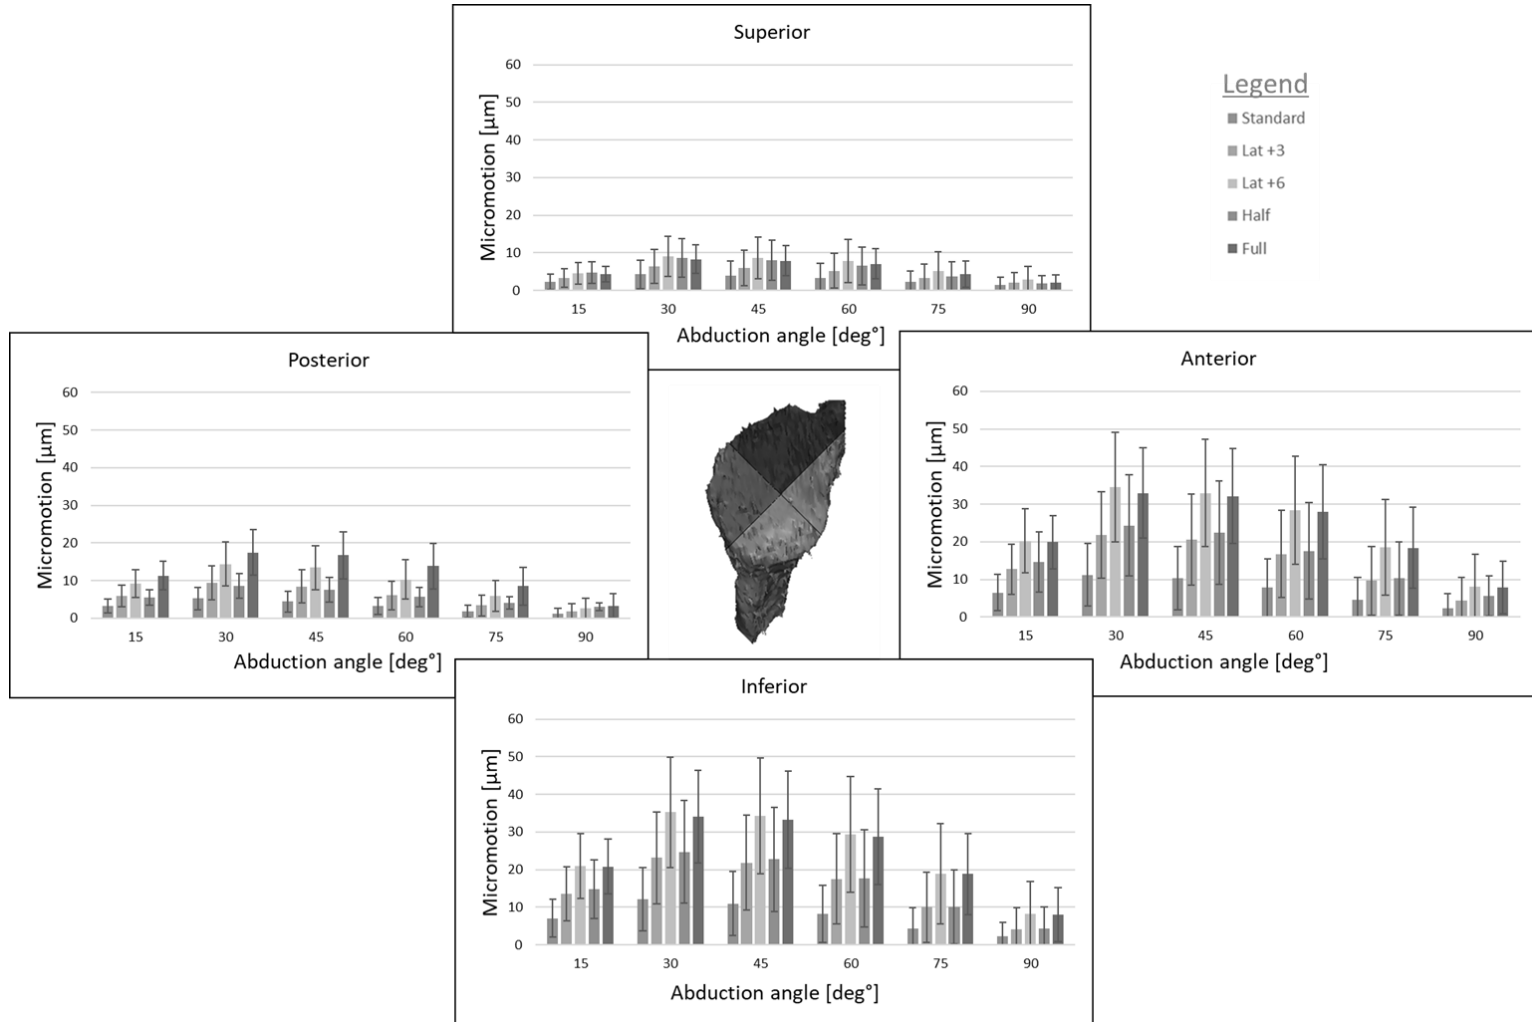 Superior
60
50
40
30
20
10
0
Micromotion [µm]
15 30 45 60 75 90
Abduction angle [deg°]
Legend
Standard
Lat +3
Lat +6
Half
Full
Posterior
60
50
40
30
20
10
0
Micromotion [µm]
15 30 45 60 75 90
Abduction angle [deg°]
Anterior
60
50
40
30
20
10
0
Micromotion [µm]
15 30 45 60 75 90
Abduction angle [deg°]
Inferior
60
50
40
30
20
10
0
Micromotion [µm]
15 30 45 60 75 90
Abduction angle [deg°]